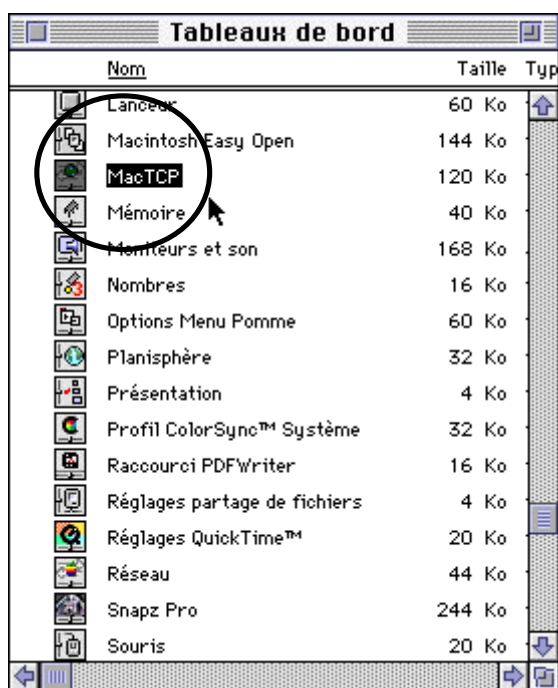 Tableaux de bord
Nom Taille Typ
Lanceur 60 Ko
Macintosh Easy Open 144 Ko
MacTCP 120 Ko
Mémoire 40 Ko
Moniteurs et son 168 Ko
Nombres 16 Ko
Options Menu Pomme 60 Ko
Planisphère 32 Ko
Présentation 4 Ko
Profil ColorSync™ Système 32 Ko
Raccourci PDFWriter 16 Ko
Réglages partage de fichiers 4 Ko
Réglages QuickTime™ 20 Ko
Réseau 44 Ko
Snapz Pro 244 Ko
Souris 20 Ko